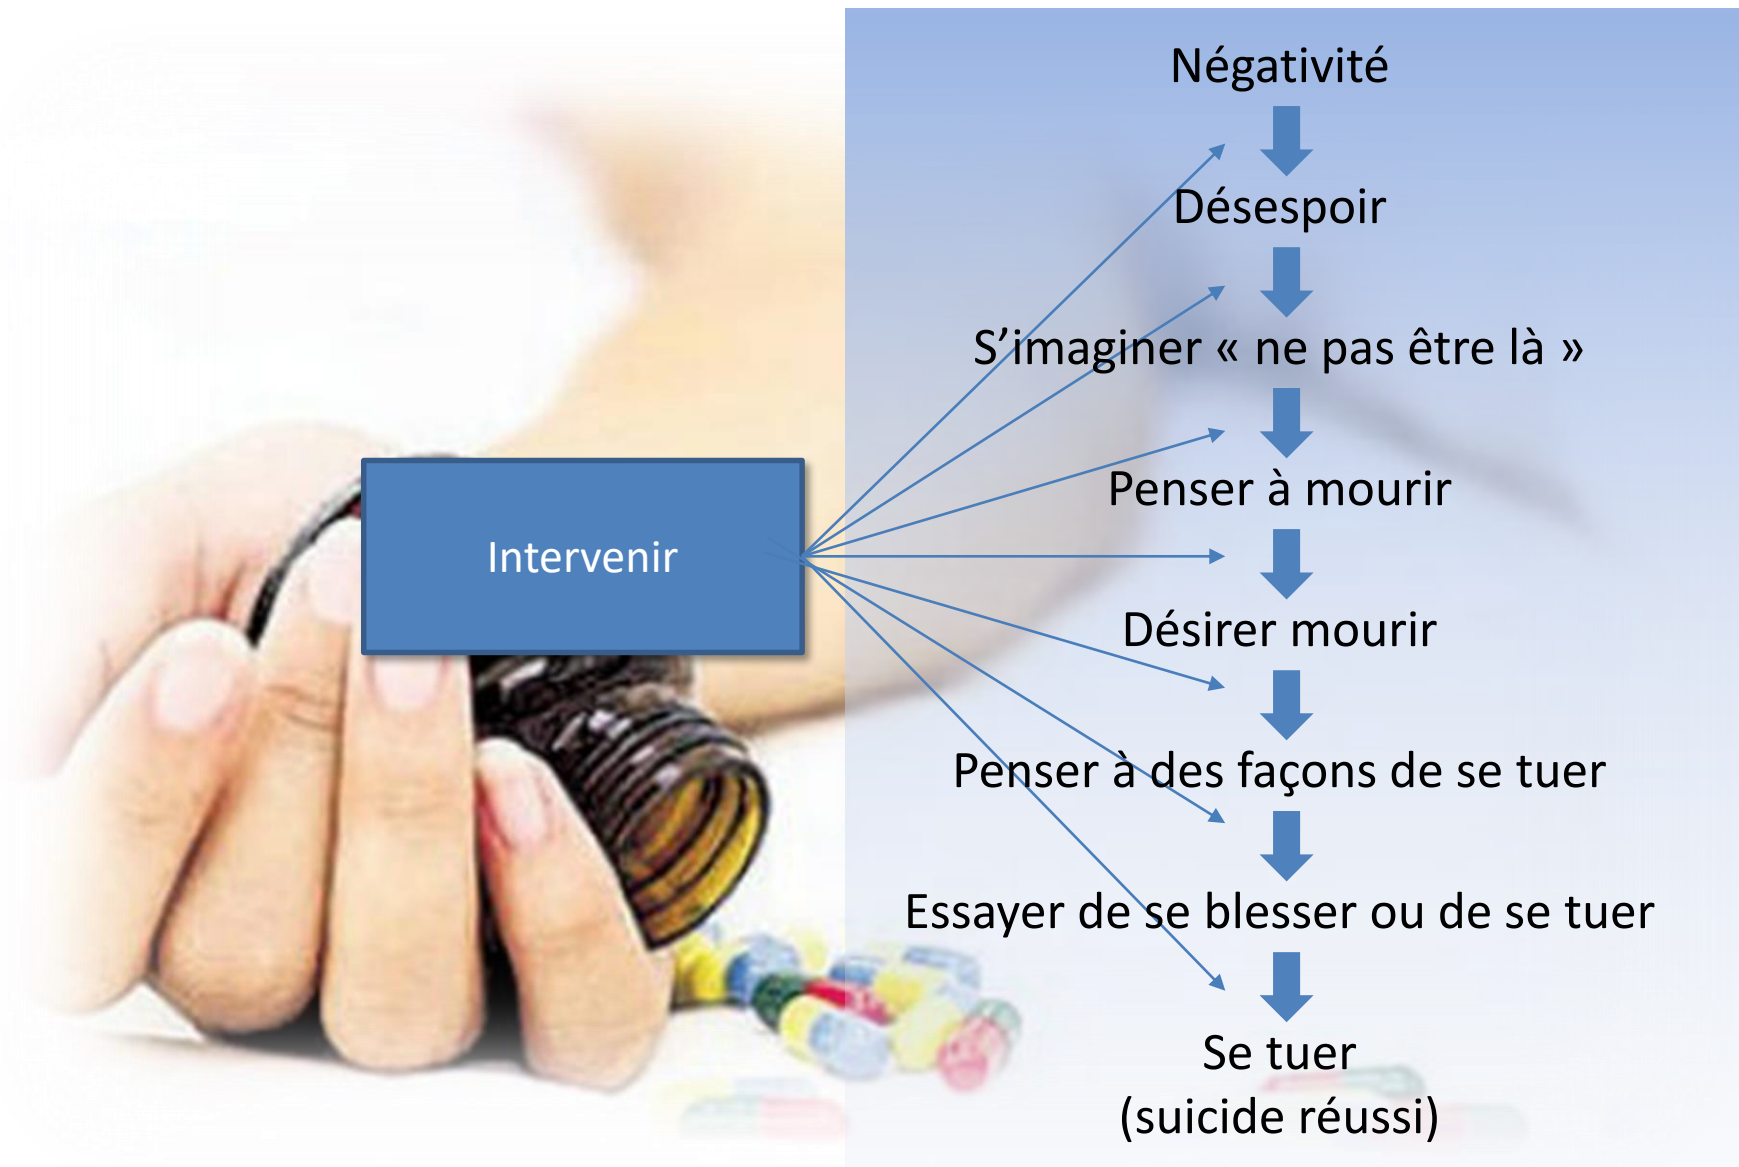 Négativité
Désespoir
S’imaginer « ne pas être là »
Penser à mourir
Intervenir
Désirer mourir
Penser à des façons de se tuer
Essayer de se blesser ou de se tuer
Se tuer
(suicide réussi)